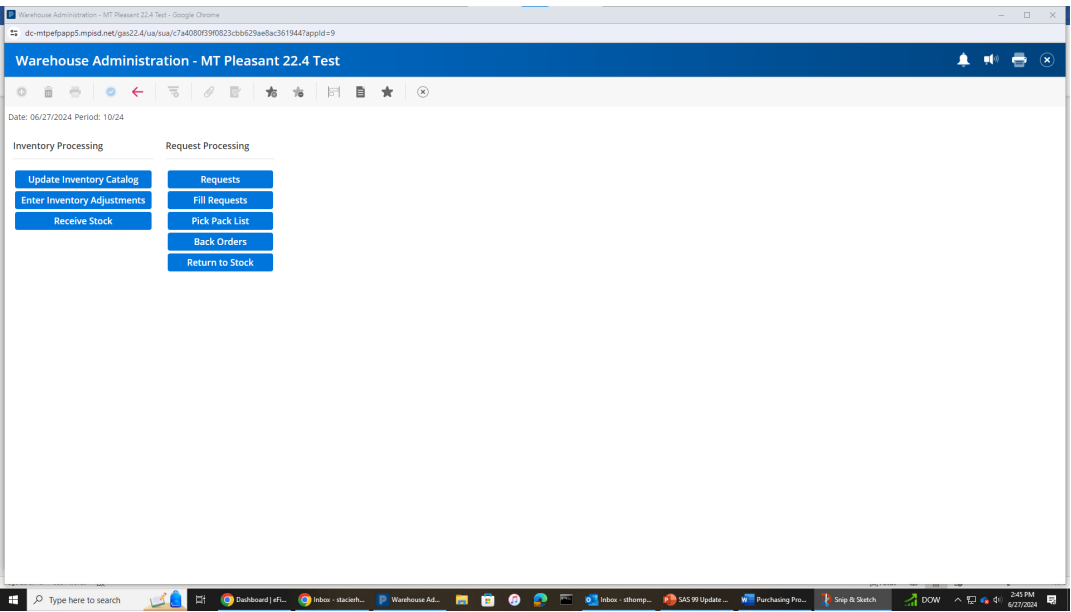 Warehouse Administration - MT Pleasant 22.4 Test - Google Chrome
dc-mtpefpapp5.mpisd.net/gas22.4/ua/sua/c7a4080f39f0823cbb629ae8ac361944?appId=9
Warehouse Administration - MT Pleasant 22.4 Test
Date: 06/27/2024 Period: 10/24
Inventory Processing
Update Inventory Catalog
Enter Inventory Adjustments
Receive Stock
Request Processing
Requests
Fill Requests
Pick Pack List
Back Orders
Return to Stock
Type here to search
Dashboard | eFi...
Inbox - stacierh...
Warehouse Ad...
Inbox - sthomp...
SAS 99 Update ...
Purchasing Pro...
Snip & Sketch
DOW
2:45 PM
6/27/2024